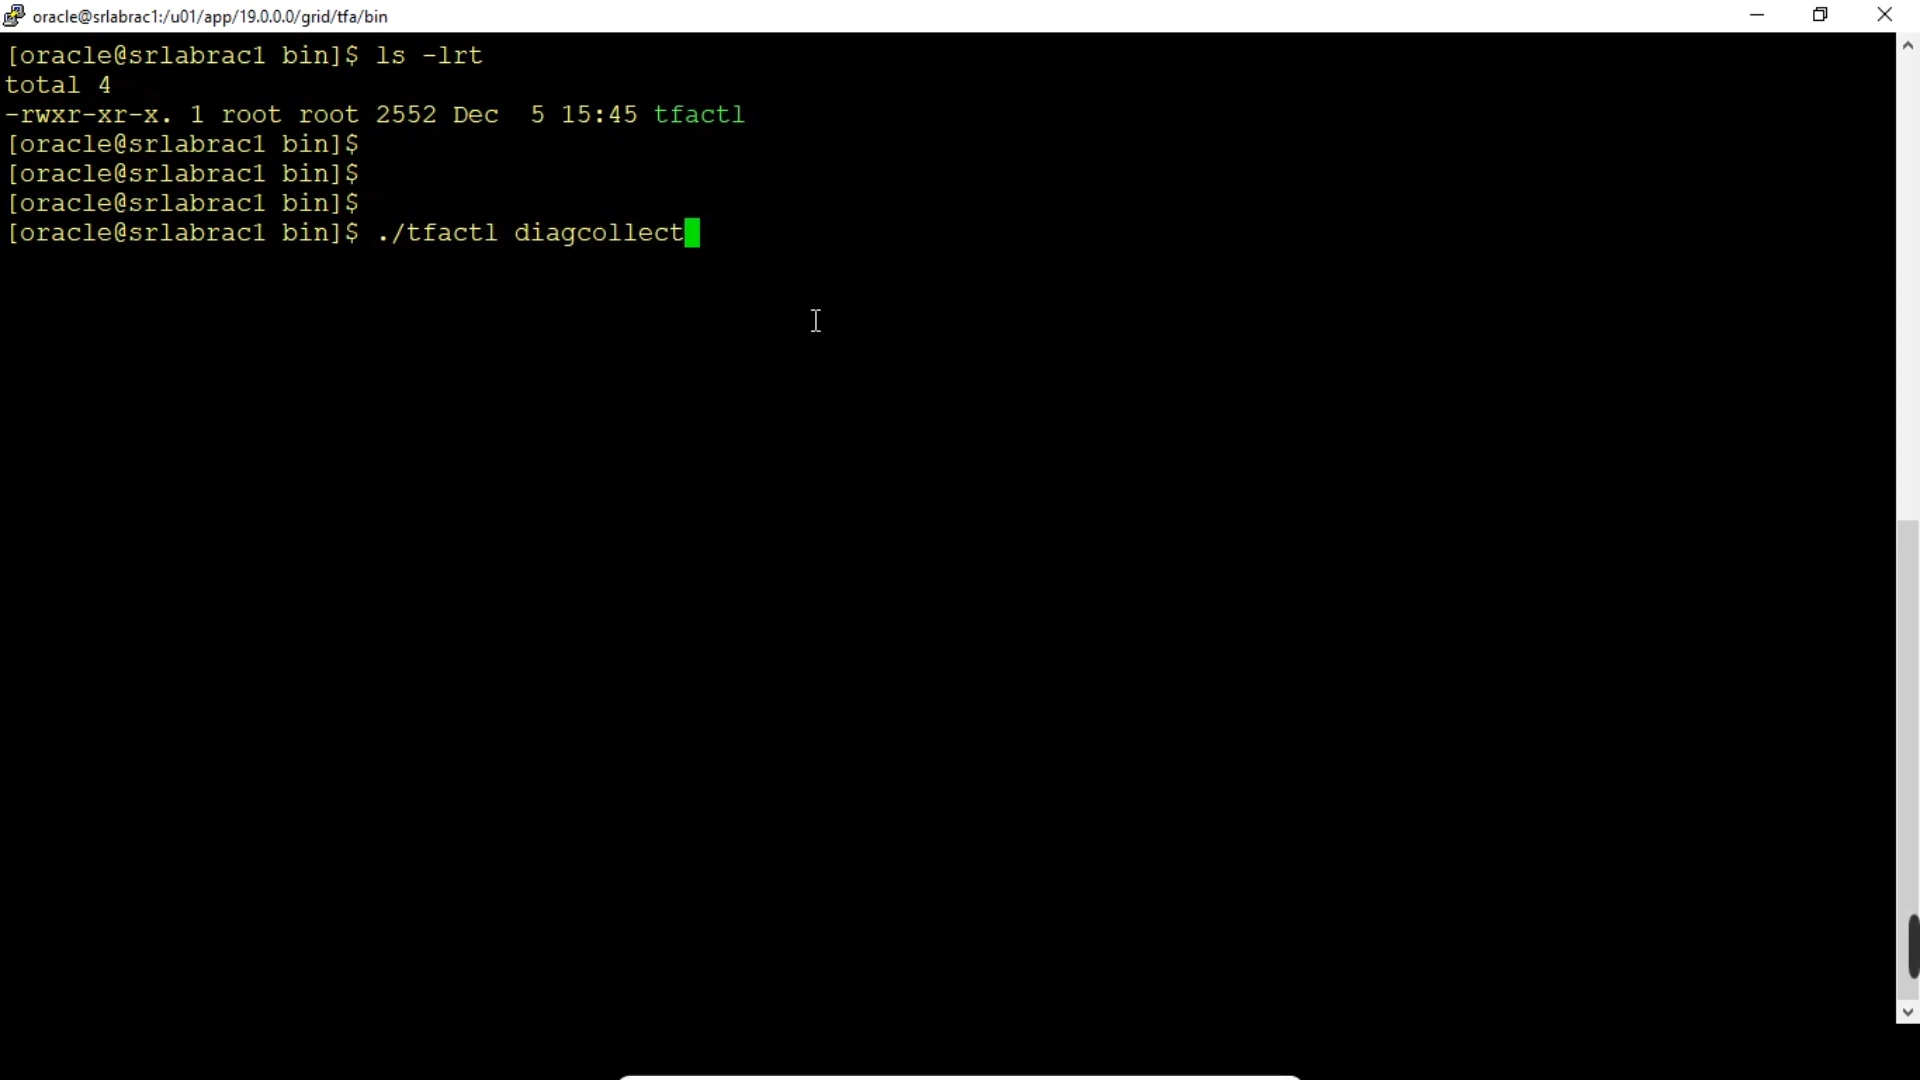 oracle@srlabrac1:/u01/app/19.0.0.0/grid/tfa/bin
[oracle@srlabrac1 bin]$ ls -lrt
total 4
-rwxr-xr-x. 1 root root 2552 Dec  5 15:45 tfactl
[oracle@srlabrac1 bin]$
[oracle@srlabrac1 bin]$
[oracle@srlabrac1 bin]$
[oracle@srlabrac1 bin]$ ./tfactl diagcollect